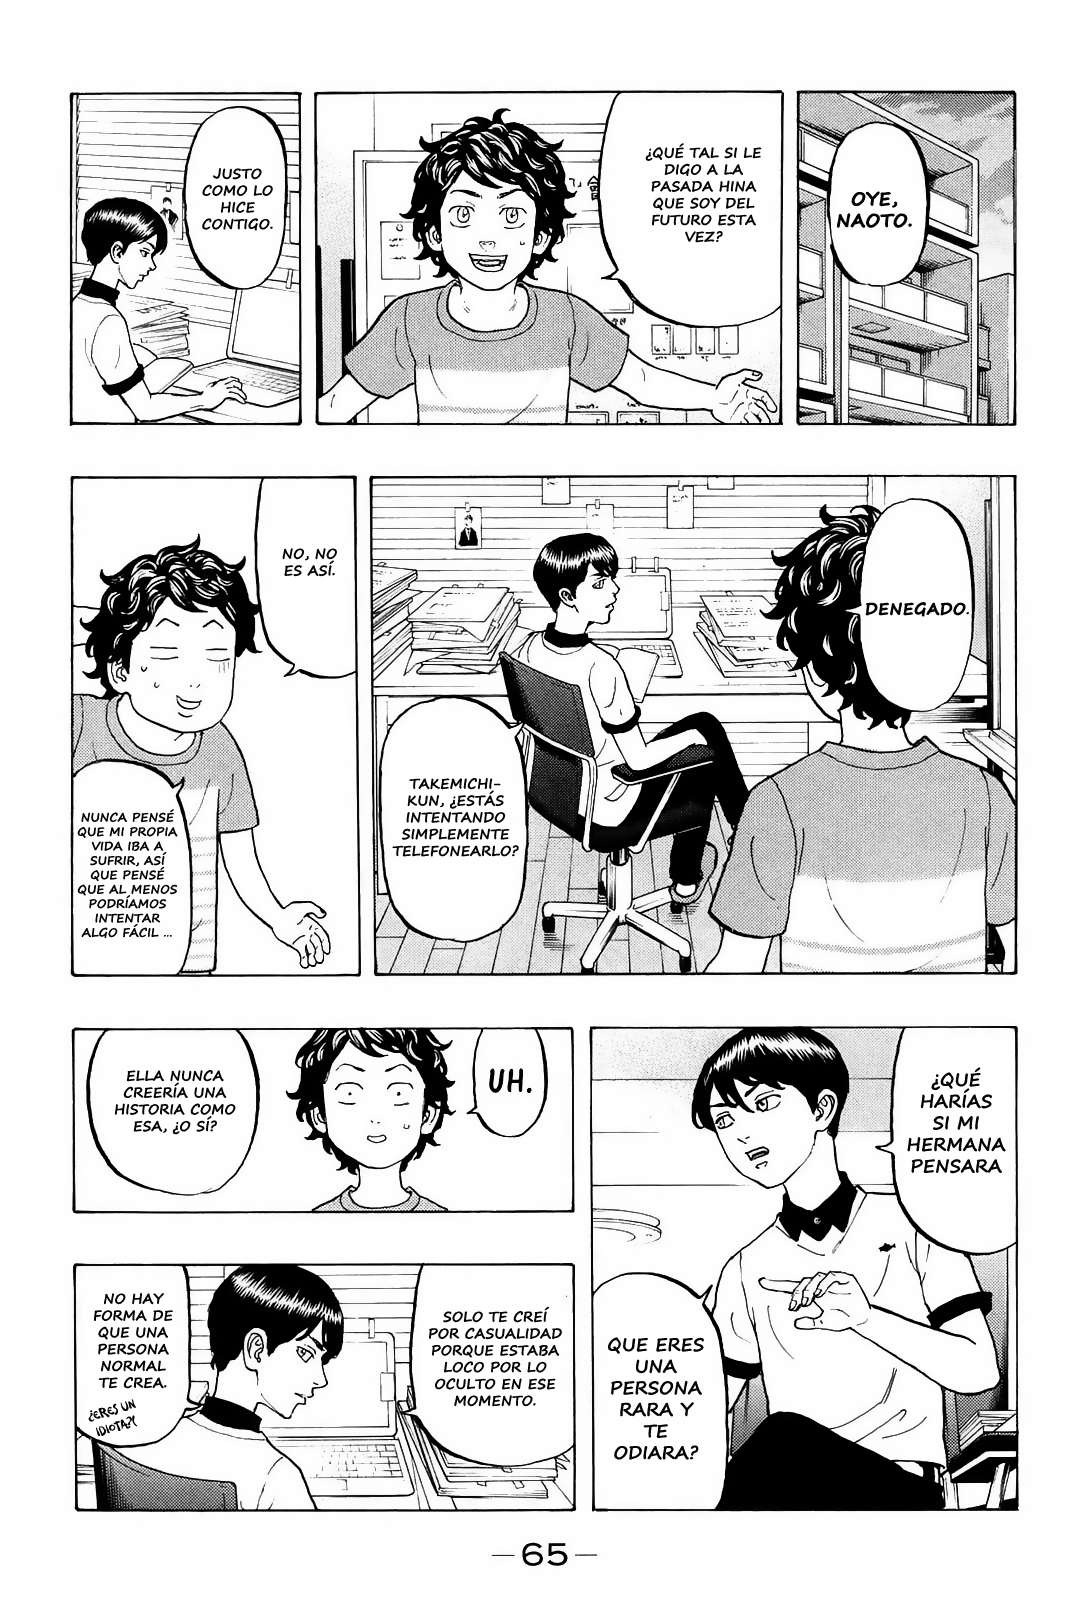 OYE,
NAOTO.
¿QUÉ TAL SI LE
DIGO A LA
PASADA HINA
QUE SOY DEL
FUTURO ESTA
VEZ?
JUSTO
COMO LO
HICE
CONTIGO.
DENEGADO.
TAKEMICHI-
KUN, ¿ESTÁS
INTENTANDO
SIMPLEMENTE
TELEFONEARLO?
NO, NO
ES ASÍ.
NUNCA PENSÉ
QUE MI PROPIA
VIDA IBA A
SUFRIR, ASÍ
QUE PENSÉ
QUE AL MENOS
PODRÍAMOS
INTENTAR
ALGO FÁCIL ...
¿QUÉ
HARÍAS
SI MI
HERMANA
PENSARA
QUE ERES
UNA
PERSONA
RARA Y
TE
ODIARA?
UH.
ELLA NUNCA
CREERÍA UNA
HISTORIA COMO
ESA, ¿O SÍ?
SOLO TE CREÍ
POR CASUALIDAD
PORQUE ESTABA
LOCO POR LO
OCULTO EN ESE
MOMENTO.
NO HAY
FORMA DE
QUE UNA
PERSONA
NORMAL
TE CREA.
¿ERES UN
IDIOTA?!
—65—